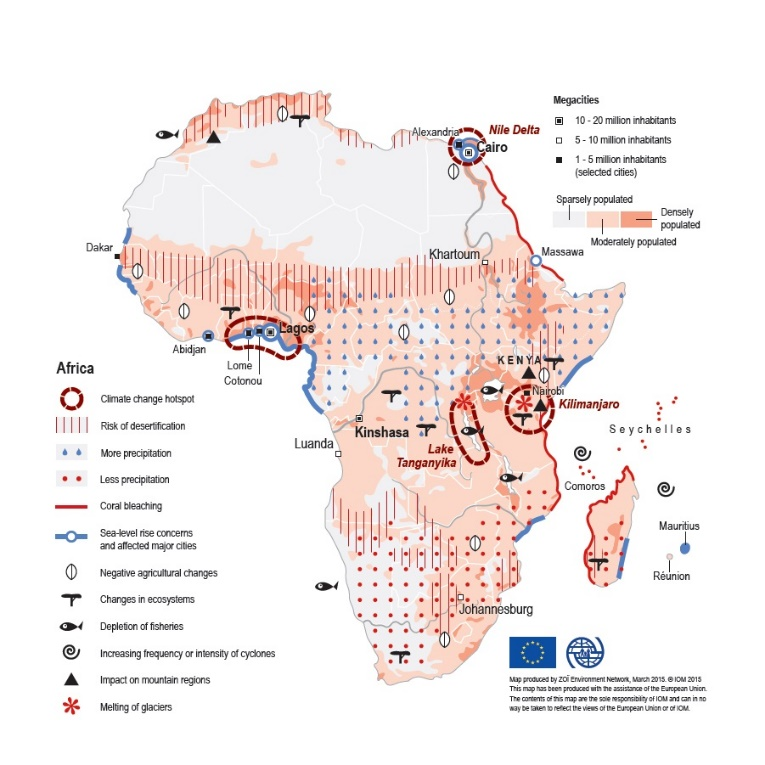 Megacities
10 - 20 million inhabitants
5 - 10 million inhabitants
1 - 5 million inhabitants
(selected cities)
Sparsely populated
Densely
populated
Moderately populated
Alexandria
Nile Delta
Cairo
Dakar
Khartoum
Massawa
Abidjan
Lagos
Lome
Cotonou
KENYA
Nairobi
Kilimanjaro
Kinshasa
Luanda
Lake
Tanganyika
Seychelles
Comoros
Mauritius
Réunion
Johannesburg
Africa
Climate change hotspot
Risk of desertification
More precipitation
Less precipitation
Coral bleaching
Sea-level rise concerns
and affected major cities
Negative agricultural changes
Changes in ecosystems
Depletion of fisheries
Increasing frequency or intensity of cyclones
Impact on mountain regions
Melting of glaciers
Map produced by ZOÏ Environment Network, March 2015. © IOM 2015
This map has been produced with the assistance of the European Union.
The contents of this map are the sole responsibility of IOM and can in no
way be taken to reflect the views of the European Union or of IOM.